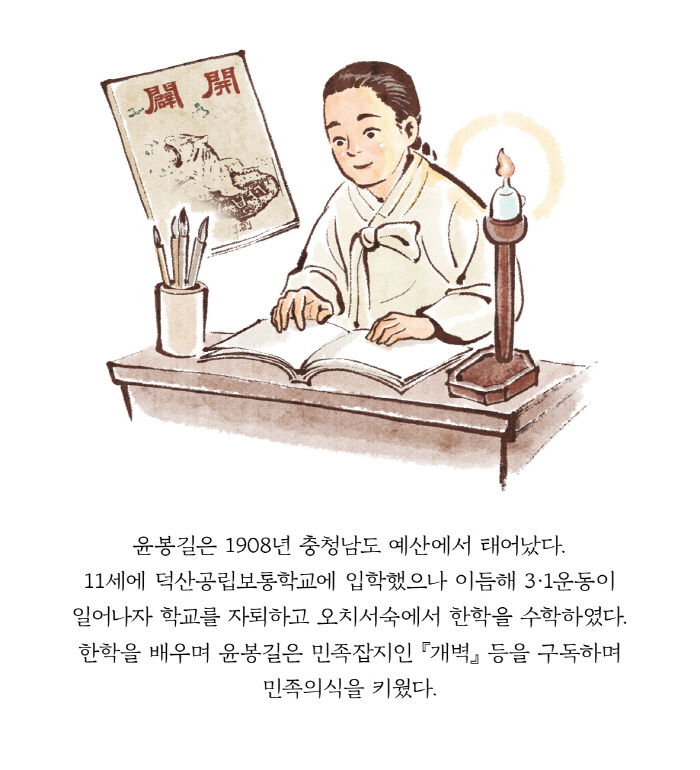 開闢
윤봉길은 1908년 충청남도 예산에서 태어났다.
11세에 덕산공립보통학교에 입학했으나 이듬해 3·1운동이
일어나자 학교를 자퇴하고 오치서숙에서 한학을 수학하였다.
한학을 배우며 윤봉길은 민족잡지인 『개벽』 등을 구독하며
민족의식을 키웠다.